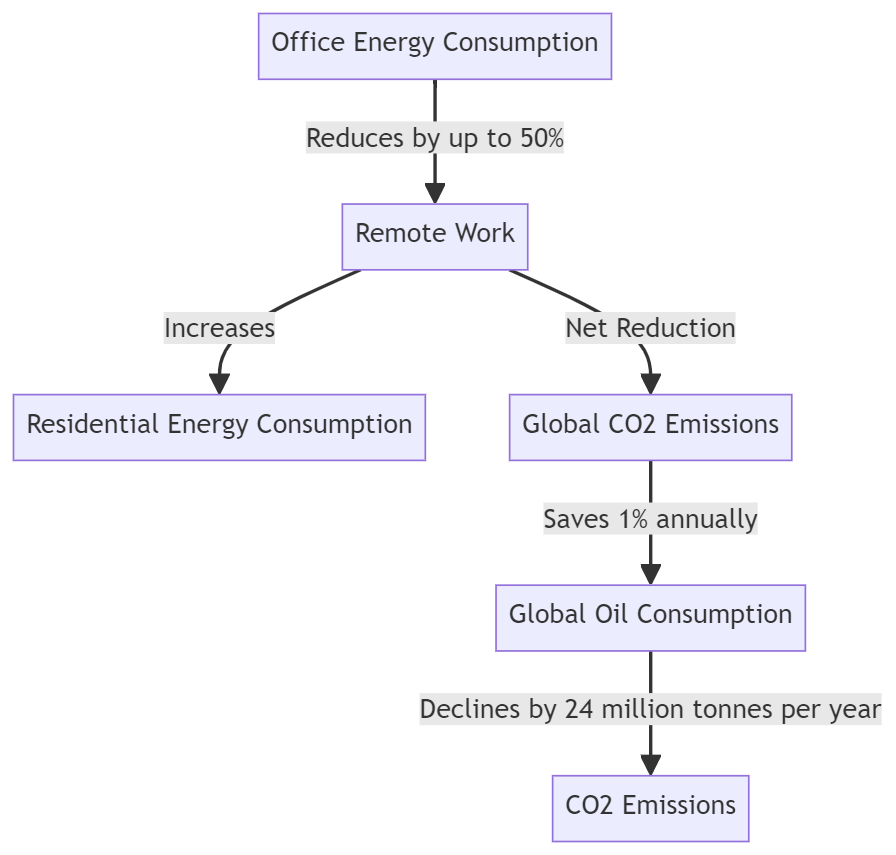 Office Energy Consumption
Reduces by up to 50%
Remote Work
Increases
Net Reduction
Residential Energy Consumption
Global CO2 Emissions
Saves 1% annually
Global Oil Consumption
Declines by 24 million tonnes per year
CO2 Emissions